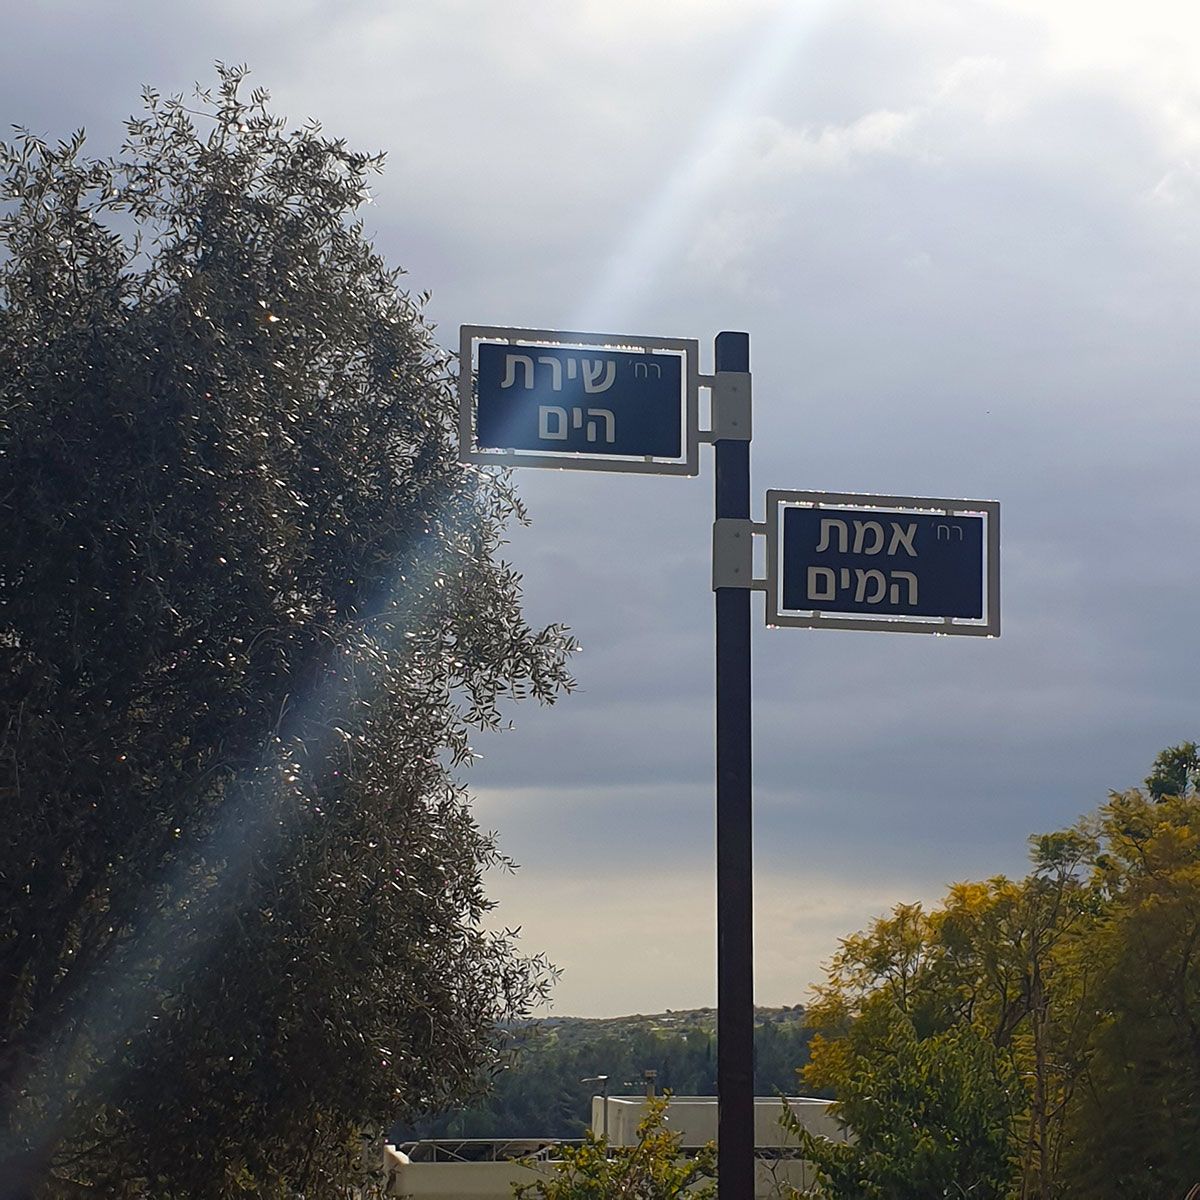 רח׳ שירת
הים
רח׳ אמת
המים